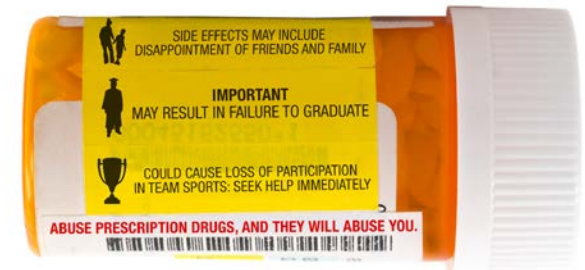 SIDE EFFECTS MAY INCLUDE
DISAPPOINTMENT OF FRIENDS AND FAMILY
IMPORTANT
MAY RESULT IN FAILURE TO GRADUATE
COULD CAUSE LOSS OF PARTICIPATION
IN TEAM SPORTS: SEEK HELP IMMEDIATELY
ABUSE PRESCRIPTION DRUGS, AND THEY WILL ABUSE YOU.